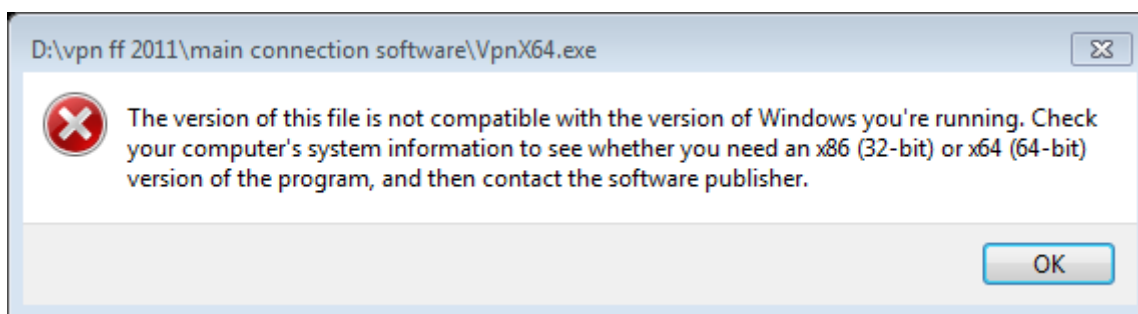 D:\vpn ff 2011\main connection software\VpnX64.exe
The version of this file is not compatible with the version of Windows you're running. Check
your computer's system information to see whether you need an x86 (32-bit) or x64 (64-bit)
version of the program, and then contact the software publisher.
OK